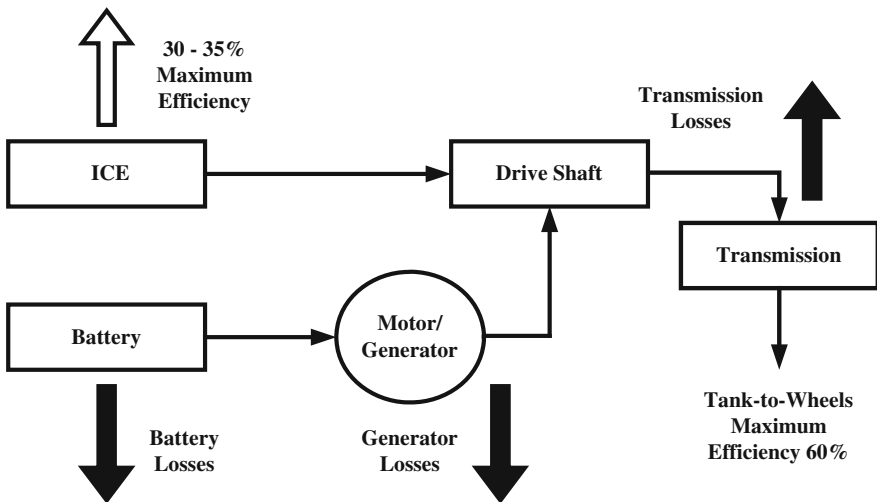 30 - 35%
Maximum
Efficiency
Transmission
Losses
ICE
Drive Shaft
Transmission
Battery
Motor/
Generator
Battery
Losses
Generator
Losses
Tank-to-Wheels
Maximum
Efficiency 60%